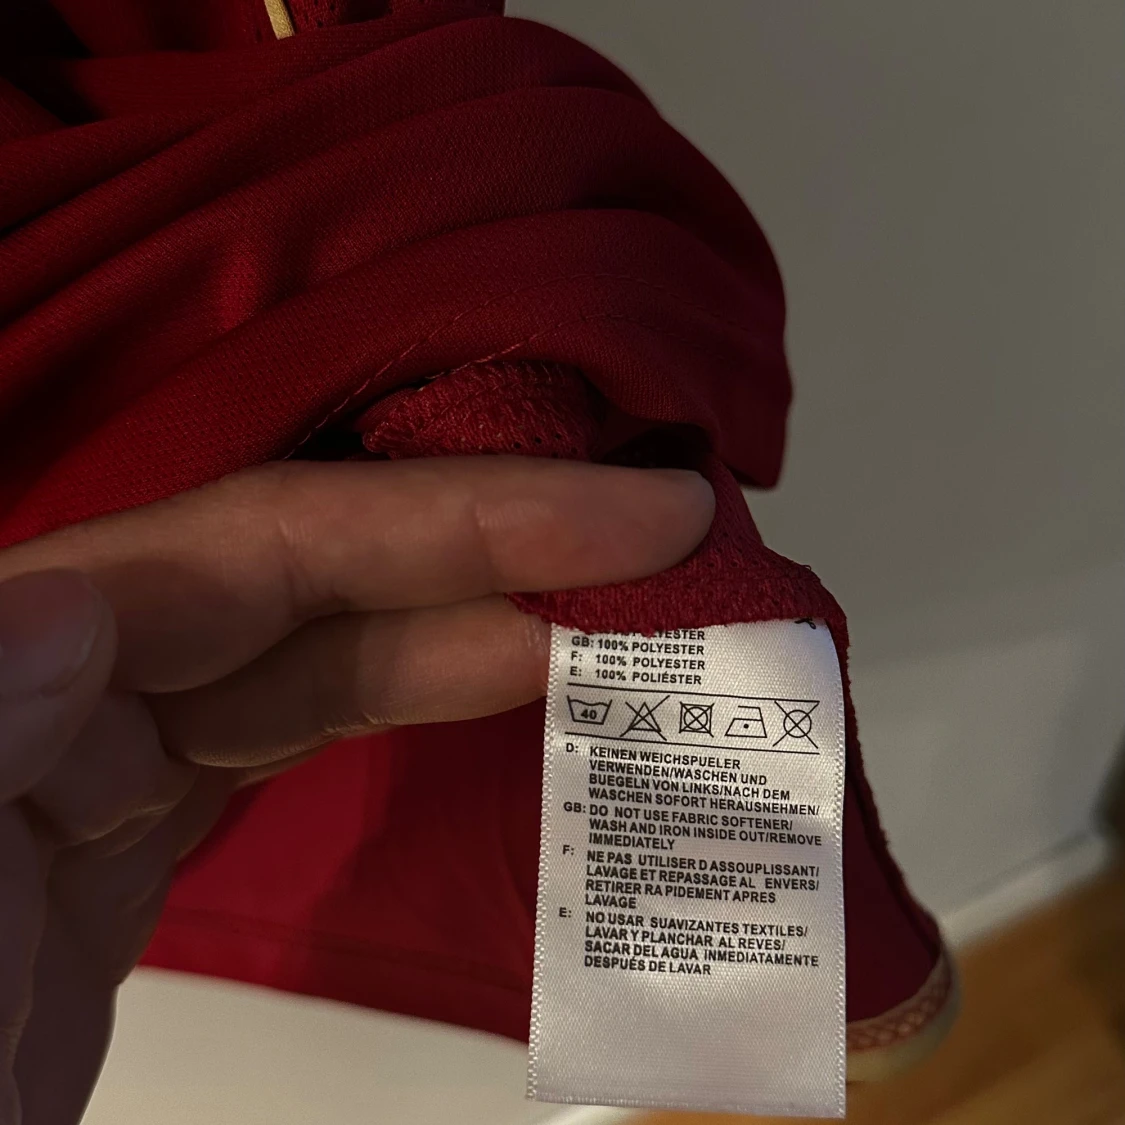 GB: 100% POLYESTER
F: 100% POLYESTER
E: 100% POLIÉSTER
40
D: KEINEN WEICHSPUELER
VERWENDEN/WASCHEN UND
BUEGELN VON LINKS/NACH DEM
WASCHEN SOFORT HERAUSNEHMEN/
GB: DO NOT USE FABRIC SOFTENER/
WASH AND IRON INSIDE OUT/REMOVE
IMMEDIATELY
F: NE PAS UTILISER D ASSOUPLISSANT/
LAVAGE ET REPASSAGE AL ENVERS/
RETIRER RA PIDEMENT APRES
LAVAGE
E: NO USAR SUAVIZANTES TEXTILES/
LAVAR Y PLANCHAR AL REVES/
SACAR DEL AGUA INMEDIATAMENTE
DESPUÉS DE LAVAR